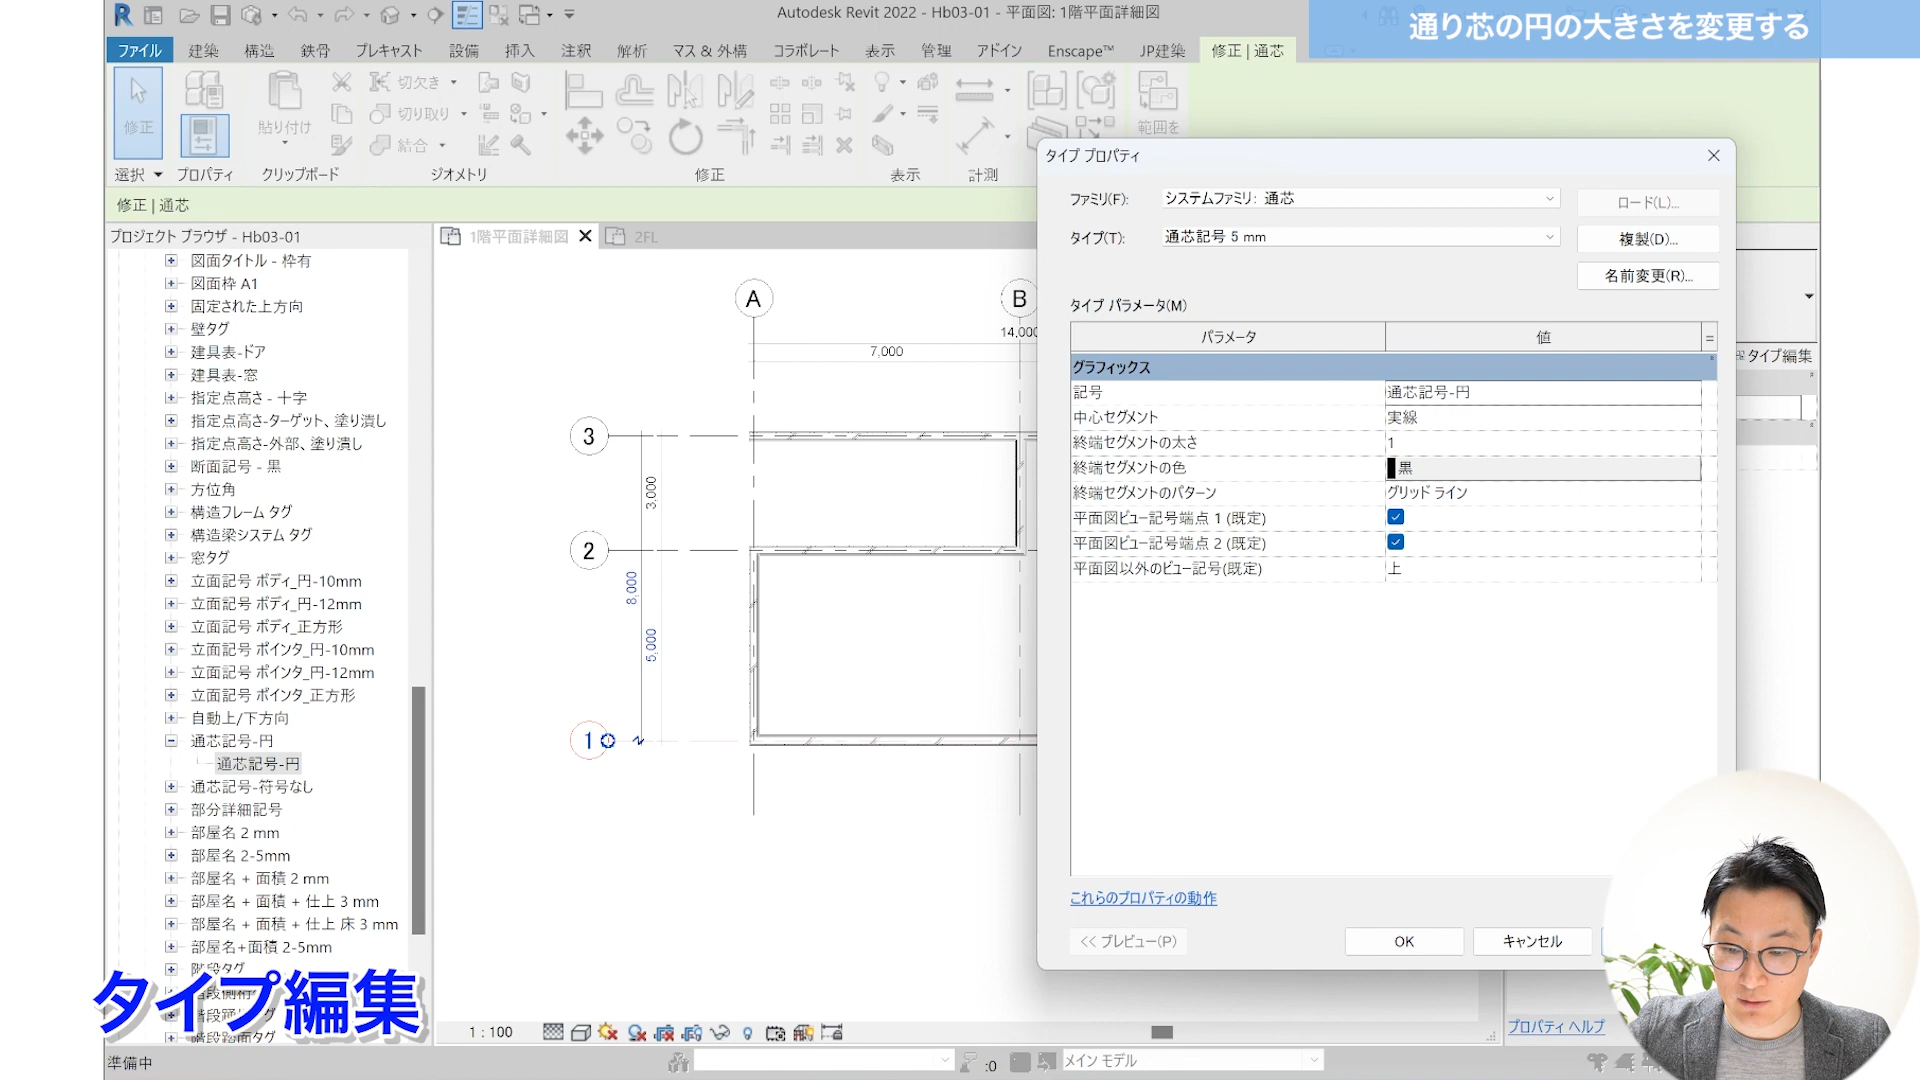 Autodesk Revit 2022 - Hb03-01 - 平面図: 1階平面詳細図
通り芯の円の大きさを変更する
ファイル 建築 構造 鉄骨 プレキャスト 設備 挿入 注釈 解析 マス & 外構 コラボレート 表示 管理 アドイン Enscape™ JP建築 修正 | 通芯
修正 貼り付け 切欠き 切り取り 結合 範囲を
選択 プロパティ クリップボード ジオメトリ 修正 表示 計測
修正 | 通芯
プロジェクト ブラウザ - Hb03-01
図面タイトル - 枠有
図面枠 A1
固定された上方向
壁タグ
建具表-ドア
建具表-窓
指定点高さ - 十字
指定点高さ-ターゲット、塗り潰し
指定点高さ-外部、塗り潰し
断面記号 - 黒
方位角
構造フレーム タグ
構造梁システム タグ
窓タグ
立面記号 ボディ_円-10mm
立面記号 ボディ_円-12mm
立面記号 ボディ_正方形
立面記号 ポインタ_円-10mm
立面記号 ポインタ_円-12mm
立面記号 ポインタ_正方形
自動上/下方向
通芯記号-円
通芯記号-円
通芯記号-符号なし
部分詳細記号
部屋名 2 mm
部屋名 2-5mm
部屋名 + 面積 2 mm
部屋名 + 面積 + 仕上 3 mm
部屋名 + 面積 + 仕上 床 3 mm
部屋名+面積 2-5mm
階段タグ
タイプ編集
準備中
1階平面詳細図 2FL
A B
14,000
7,000
3
3,000
2
8,000
5,000
1
1 : 100
:0
メイン モデル
タイプ プロパティ
ファミリ(F): システムファミリ: 通芯 ロード(L)...
タイプ(T): 通芯記号 5 mm 複製(D)...
名前変更(R)...
タイプ パラメータ(M)
パラメータ 値 =
グラフィックス
記号 通芯記号-円
中心セグメント 実線
終端セグメントの太さ 1
終端セグメントの色 黒
終端セグメントのパターン グリッド ライン
平面図ビュー記号端点 1 (既定)
平面図ビュー記号端点 2 (既定)
平面図以外のビュー記号(既定) 上
これらのプロパティの動作
<< プレビュー(P) OK キャンセル
タイプ編集
プロパティ ヘルプ